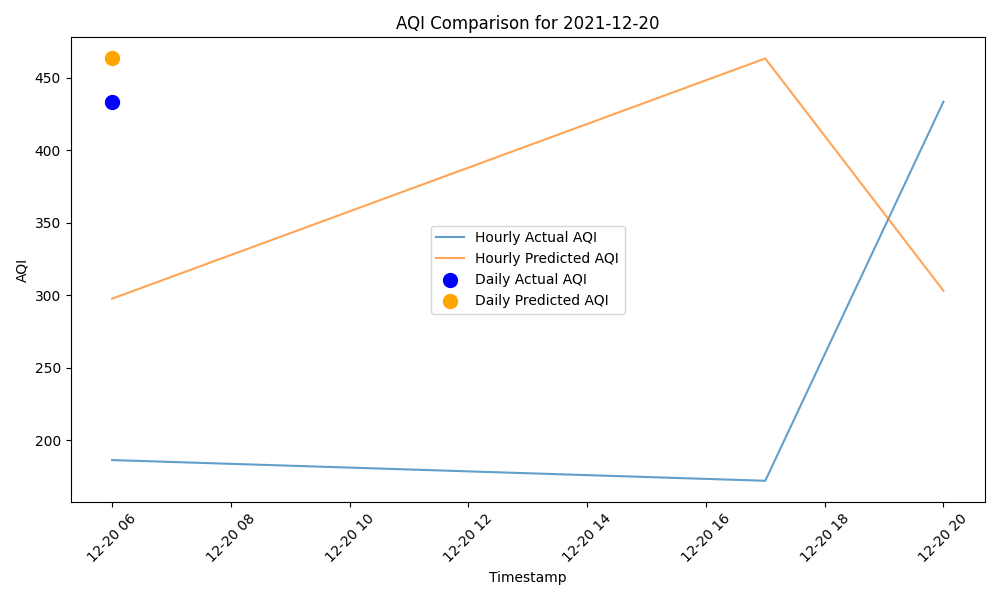 AQI Comparison for 2021-12-20
AQI
450
400
350
300
250
200
Hourly Actual AQI
Hourly Predicted AQI
Daily Actual AQI
Daily Predicted AQI
12-20 06
12-20 08
12-20 10
12-20 12
12-20 14
12-20 16
12-20 18
12-20 20
Timestamp